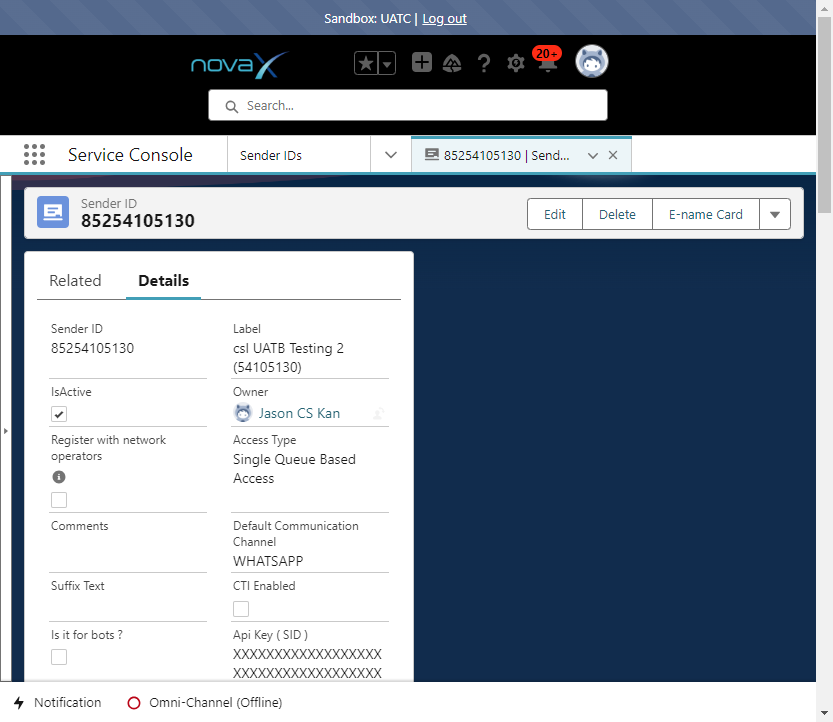 Sandbox: UATC | Log out
novaX
20+
Search...
Service Console
Sender IDs
85254105130 | Send...
Sender ID
85254105130
Edit
Delete
E-name Card
Related
Details
Sender ID
85254105130
Label
csl UATB Testing 2
(54105130)
IsActive
Owner
Jason CS Kan
Register with network
operators
Access Type
Single Queue Based
Access
Comments
Default Communication
Channel
WHATSAPP
Suffix Text
CTI Enabled
Is it for bots ?
Api Key ( SID )
XXXXXXXXXXXXXXXXXX
XXXXXXXXXXXXXXXXXX
Notification
Omni-Channel (Offline)